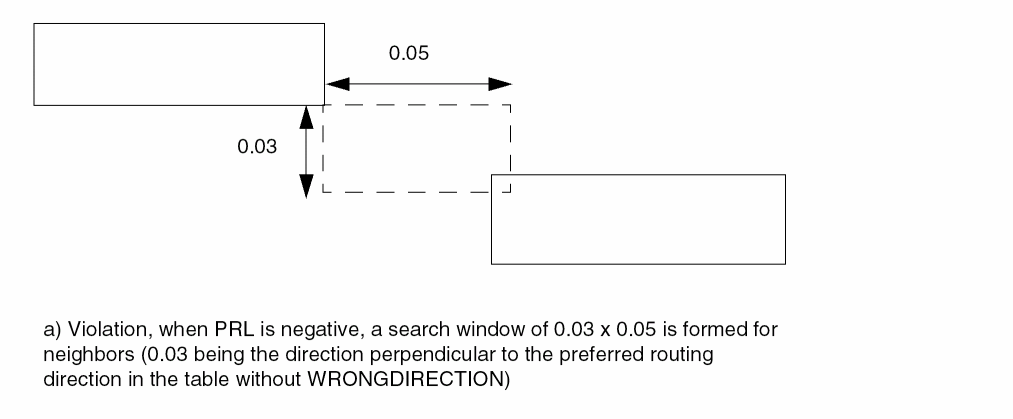 0.05
0.03
a) Violation, when PRL is negative, a search window of 0.03 x 0.05 is formed for
neighbors (0.03 being the direction perpendicular to the preferred routing
direction in the table without WRONGDIRECTION)